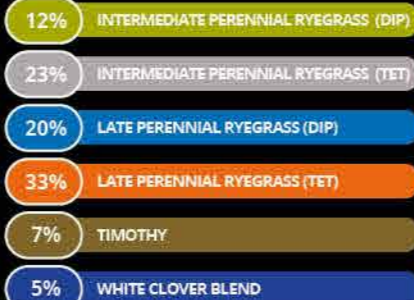 12% INTERMEDIATE PERENNIAL RYEGRASS (DIP)
23% INTERMEDIATE PERENNIAL RYEGRASS (TET)
20% LATE PERENNIAL RYEGRASS (DIP)
33% LATE PERENNIAL RYEGRASS (TET)
7% TIMOTHY
5% WHITE CLOVER BLEND